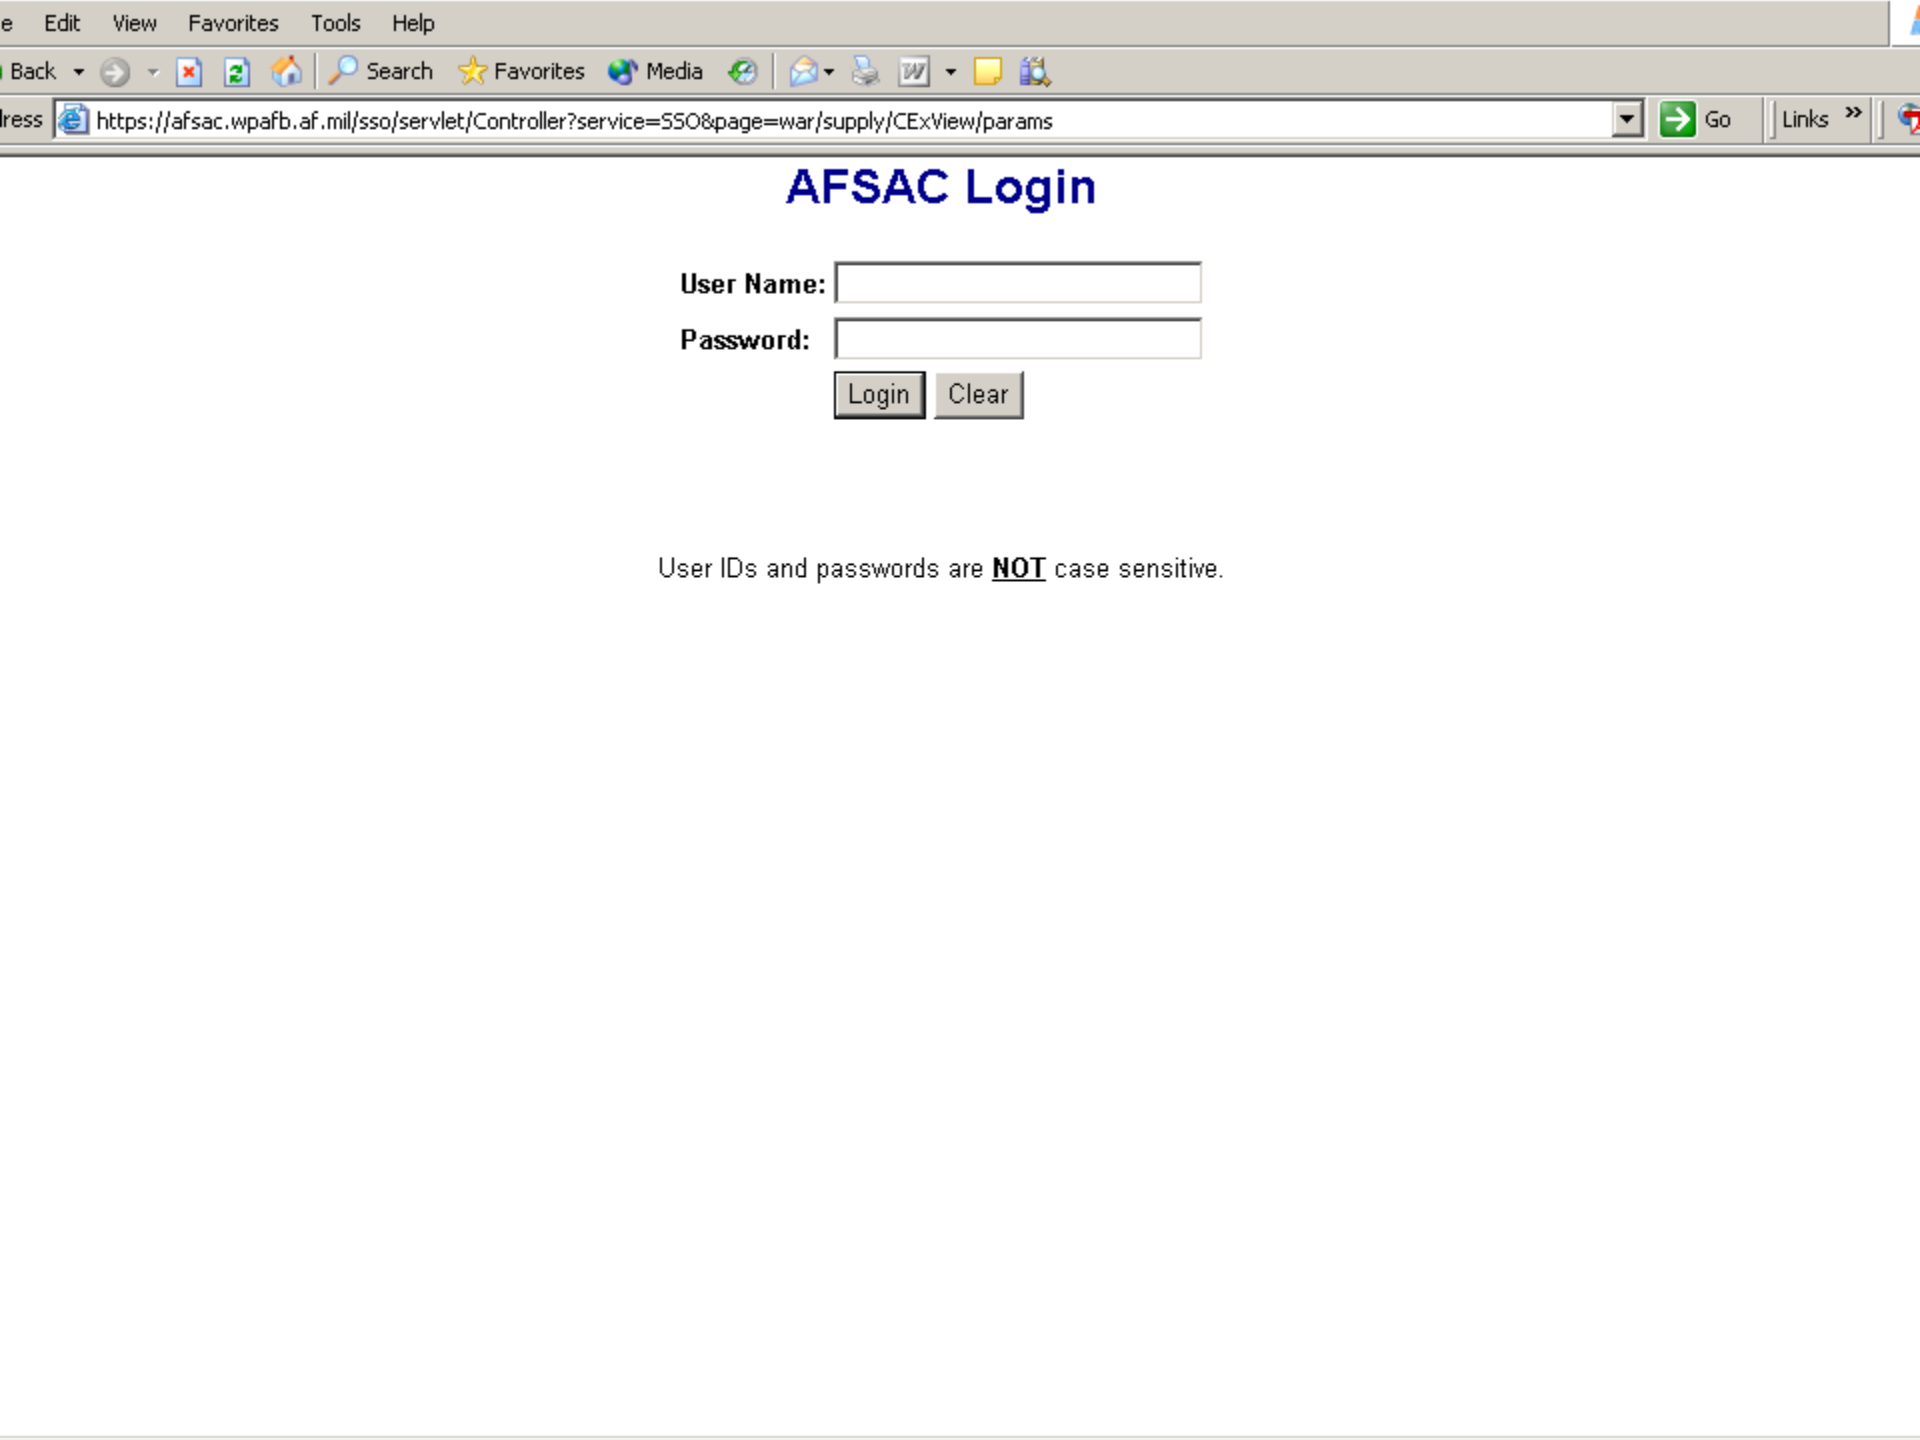 e Edit View Favorites Tools Help
Back Search Favorites Media
ress https://afsac.wpafb.af.mil/sso/servlet/Controller?service=SSO&page=war/supply/CExView/params Go Links »
AFSAC Login
User Name:
Password:
Login Clear
User IDs and passwords are NOT case sensitive.